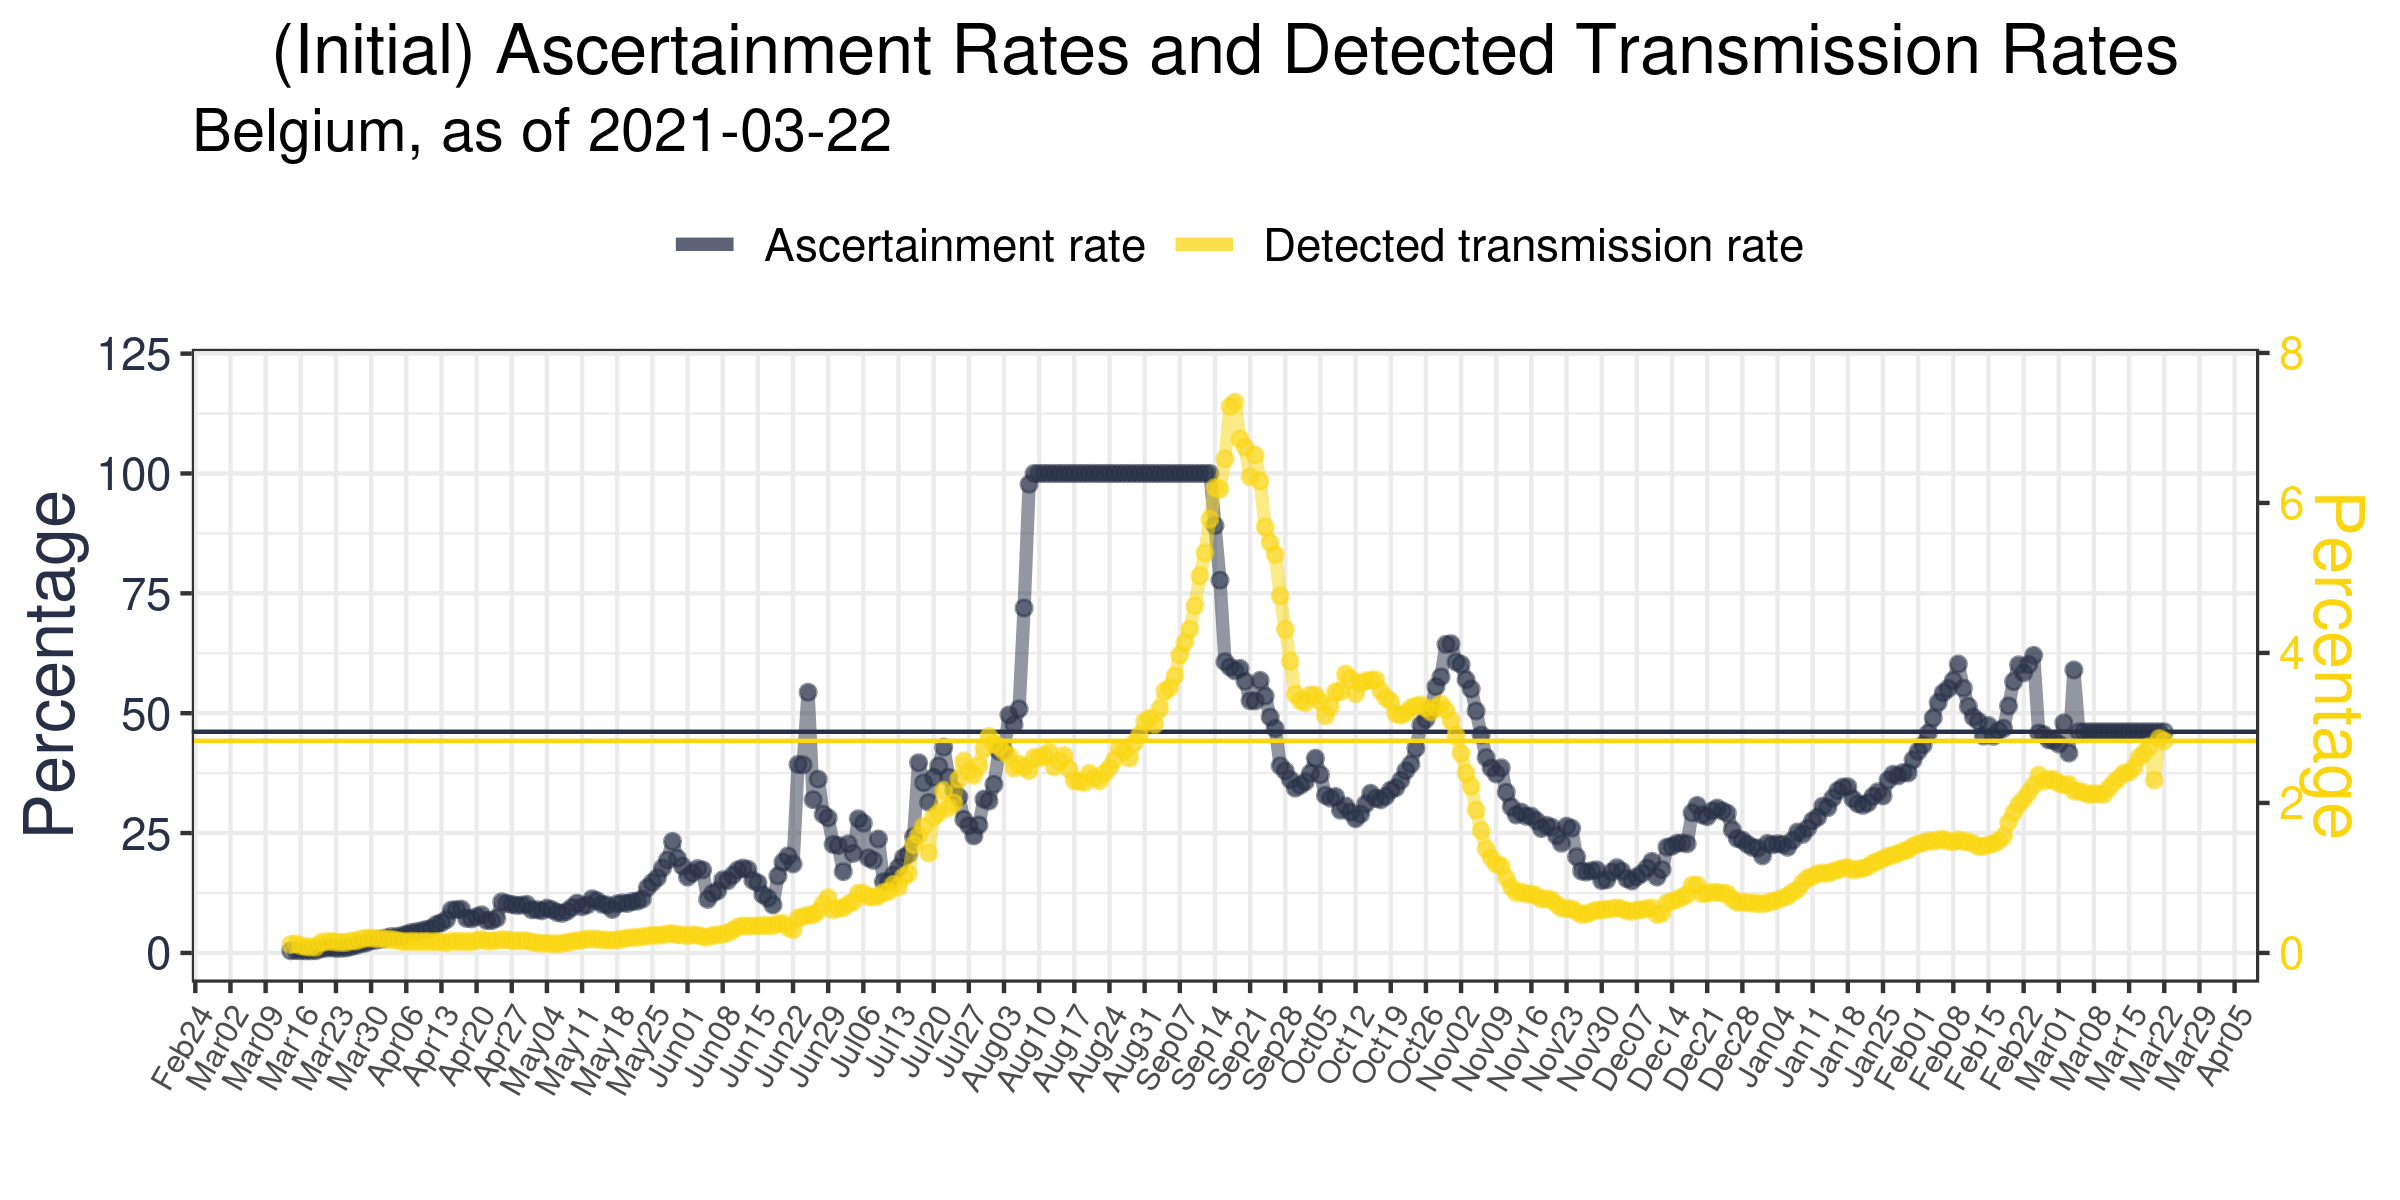 (Initial) Ascertainment Rates and Detected Transmission Rates
Belgium, as of 2021-03-22
Ascertainment rate Detected transmission rate
Percentage
125
100
75
50
25
0
8
6
4
2
0
Percentage
Feb24 Mar02 Mar09 Mar16 Mar23 Mar30 Apr06 Apr13 Apr20 Apr27 May04 May11 May18 May25 Jun01 Jun08 Jun15 Jun22 Jun29 Jul06 Jul13 Jul20 Jul27 Aug03 Aug10 Aug17 Aug24 Aug31 Sep07 Sep14 Sep21 Sep28 Oct05 Oct12 Oct19 Oct26 Nov02 Nov09 Nov16 Nov23 Nov30 Dec07 Dec14 Dec21 Dec28 Jan04 Jan11 Jan18 Jan25 Feb01 Feb08 Feb15 Feb22 Mar01 Mar08 Mar15 Mar22 Mar29 Apr05